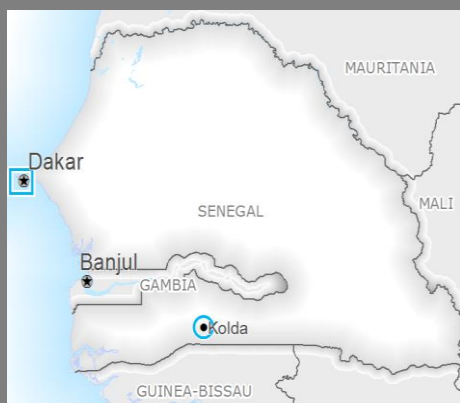 MAURITANIA
Dakar
MALI
SENEGAL
Banjul
GAMBIA
Kolda
GUINEA-BISSAU